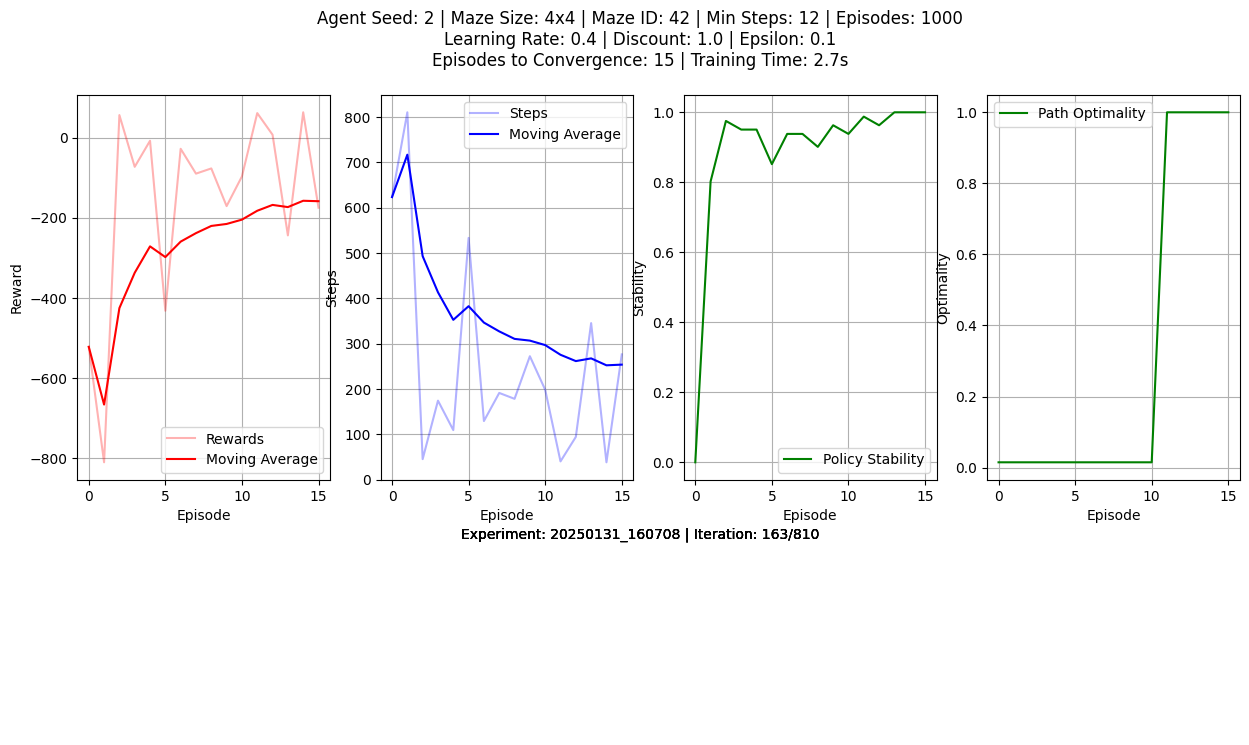 Agent Seed: 2 | Maze Size: 4x4 | Maze ID: 42 | Min Steps: 12 | Episodes: 1000
Learning Rate: 0.4 | Discount: 1.0 | Epsilon: 0.1
Episodes to Convergence: 15 | Training Time: 2.7s
Reward
0
−200
−400
−600
−800
0
5
10
15
Episode
Rewards
Moving Average
Steps
800
700
600
500
400
300
200
100
0
0
5
10
15
Episode
Steps
Moving Average
Stability
1.0
0.8
0.6
0.4
0.2
0.0
0
5
10
15
Episode
Policy Stability
Optimality
1.0
0.8
0.6
0.4
0.2
0.0
0
5
10
15
Episode
Path Optimality
Experiment: 20250131_160708 | Iteration: 163/810